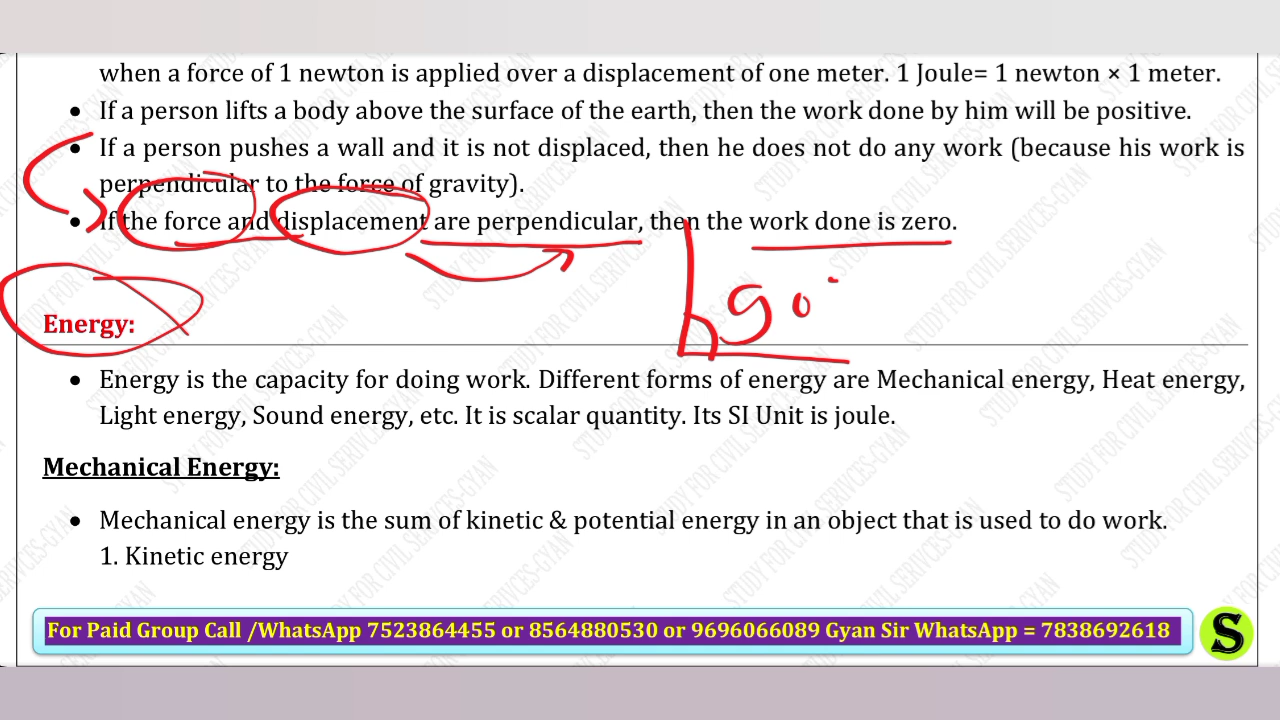 when a force of 1 newton is applied over a displacement of one meter. 1 Joule= 1 newton × 1 meter.
• If a person lifts a body above the surface of the earth, then the work done by him will be positive.
• If a person pushes a wall and it is not displaced, then he does not do any work (because his work is
perpendicular to the force of gravity).
• If the force and displacement are perpendicular, then the work done is zero.
90°
Energy:
• Energy is the capacity for doing work. Different forms of energy are Mechanical energy, Heat energy,
Light energy, Sound energy, etc. It is scalar quantity. Its SI Unit is joule.
Mechanical Energy:
• Mechanical energy is the sum of kinetic & potential energy in an object that is used to do work.
1. Kinetic energy
For Paid Group Call /WhatsApp 7523864455 or 8564880530 or 9696066089 Gyan Sir WhatsApp = 7838692618
S
STUDY FOR CIVIL SERIVCES-GYAN